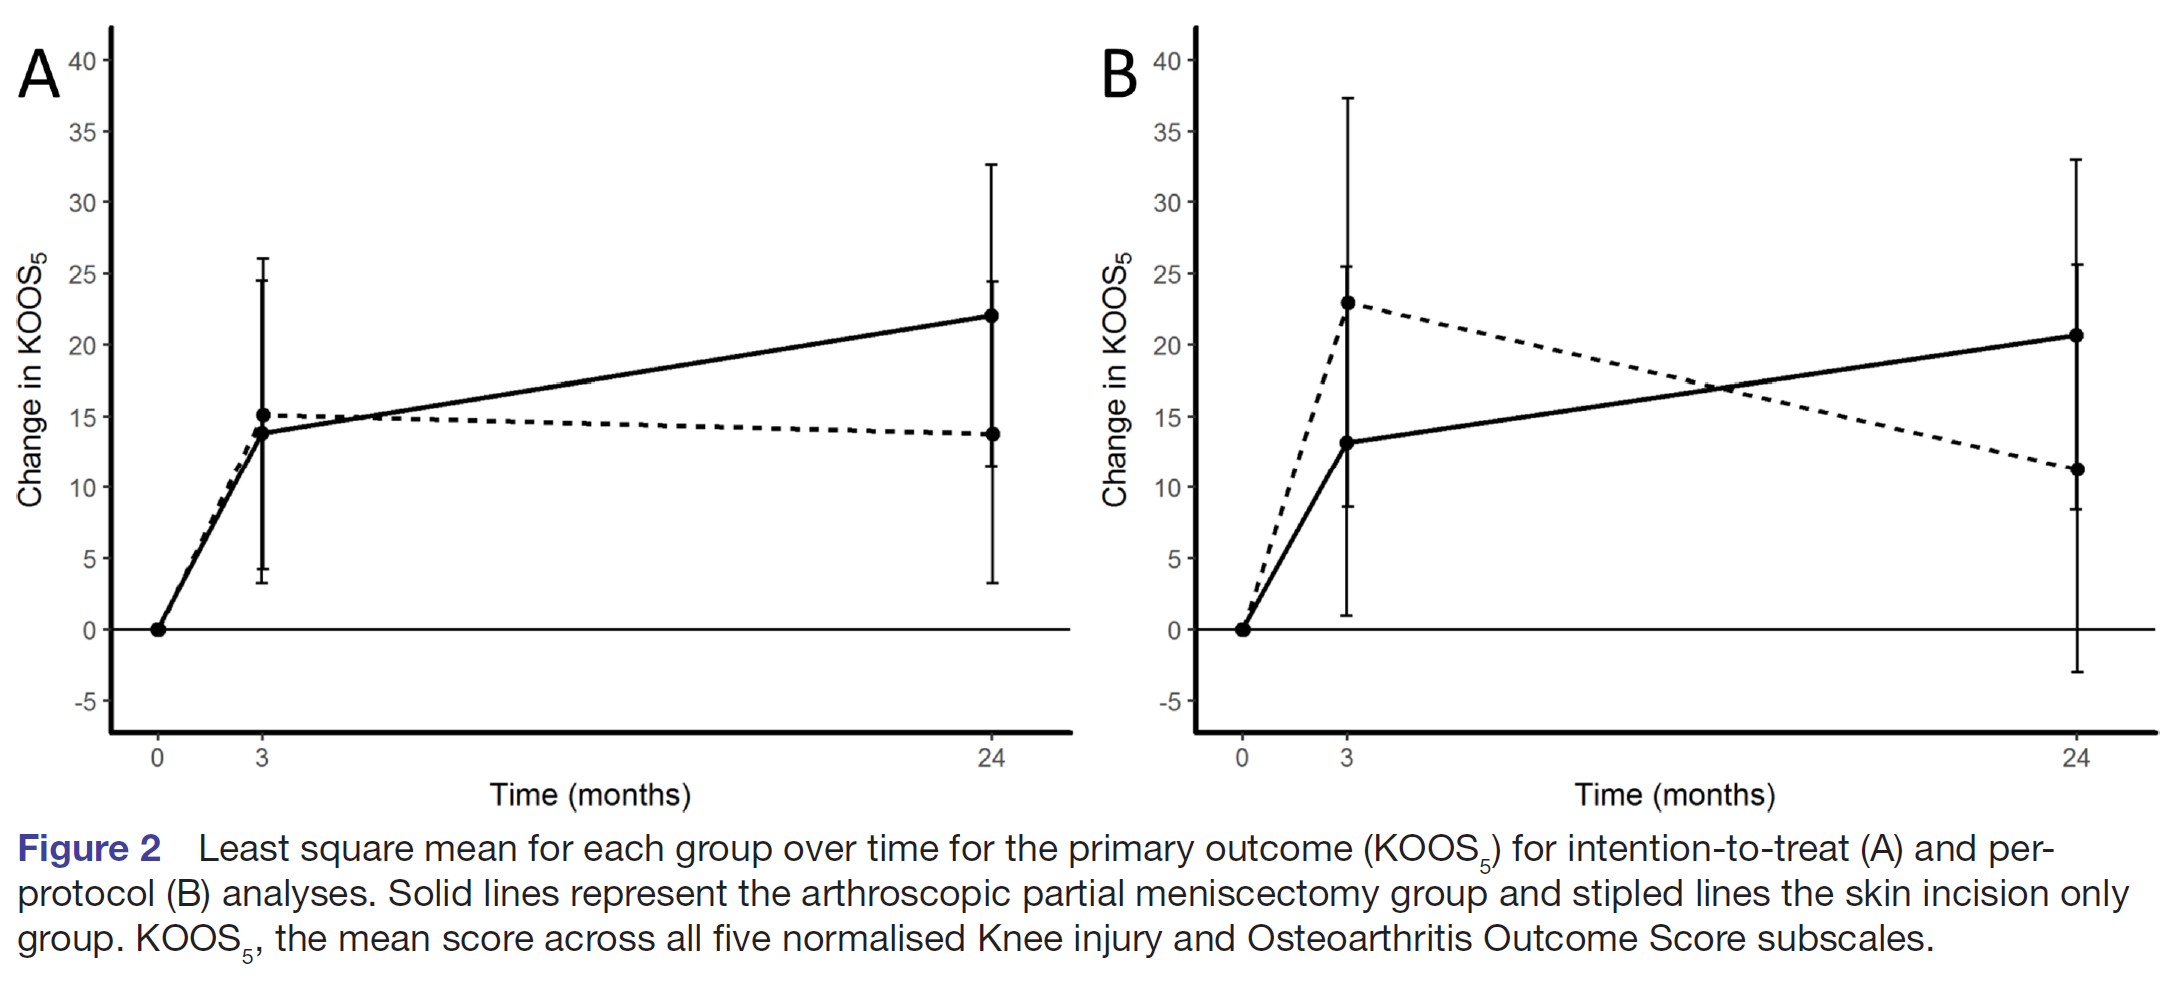 A
40
35
30
25
20
15
10
5
0
-5
Change in KOOS5
0 3 24
Time (months)
B
40
35
30
25
20
15
10
5
0
-5
Change in KOOS5
0 3 24
Time (months)
Figure 2 Least square mean for each group over time for the primary outcome (KOOS5) for intention-to-treat (A) and per-
protocol (B) analyses. Solid lines represent the arthroscopic partial meniscectomy group and stipled lines the skin incision only
group. KOOS5, the mean score across all five normalised Knee injury and Osteoarthritis Outcome Score subscales.